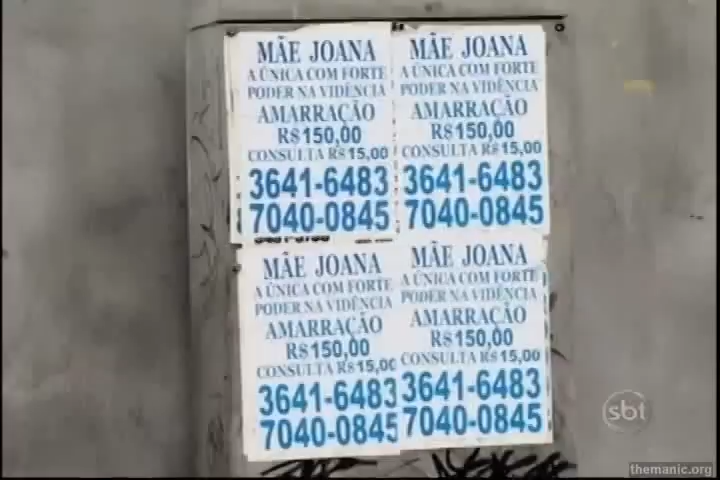 MÃE JOANA
A ÚNICA COM FORTE
PODER NA VIDÊNCIA
AMARRAÇÃO
R$150,00
CONSULTA R$15,00
3641-6483
7040-0845
MÃE JOANA
A ÚNICA COM FORTE
PODER NA VIDÊNCIA
AMARRAÇÃO
R$150,00
CONSULTA R$15,00
3641-6483
7040-0845
MÃE JOANA
A ÚNICA COM FORTE
PODER NA VIDÊNCIA
AMARRAÇÃO
R$150,00
CONSULTA R$15,00
3641-6483
7040-0845
MÃE JOANA
A ÚNICA COM FORTE
PODER NA VIDÊNCIA
AMARRAÇÃO
R$150,00
CONSULTA R$15,00
3641-6483
7040-0845
sbt
themanic.org